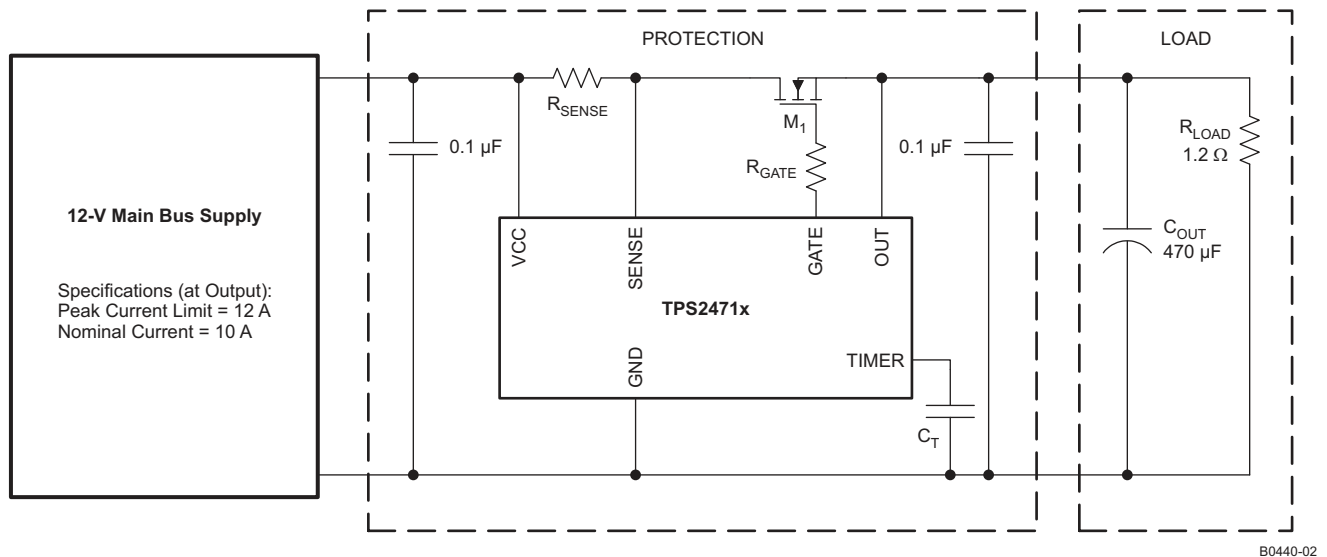 PROTECTION
LOAD
R_SENSE
M_1
R_GATE
0.1 µF
0.1 µF
R_LOAD
1.2 Ω
C_OUT
470 µF
12-V Main Bus Supply
Specifications (at Output):
Peak Current Limit = 12 A
Nominal Current = 10 A
VCC
SENSE
GATE
OUT
TPS2471x
GND
TIMER
C_T
B0440-02